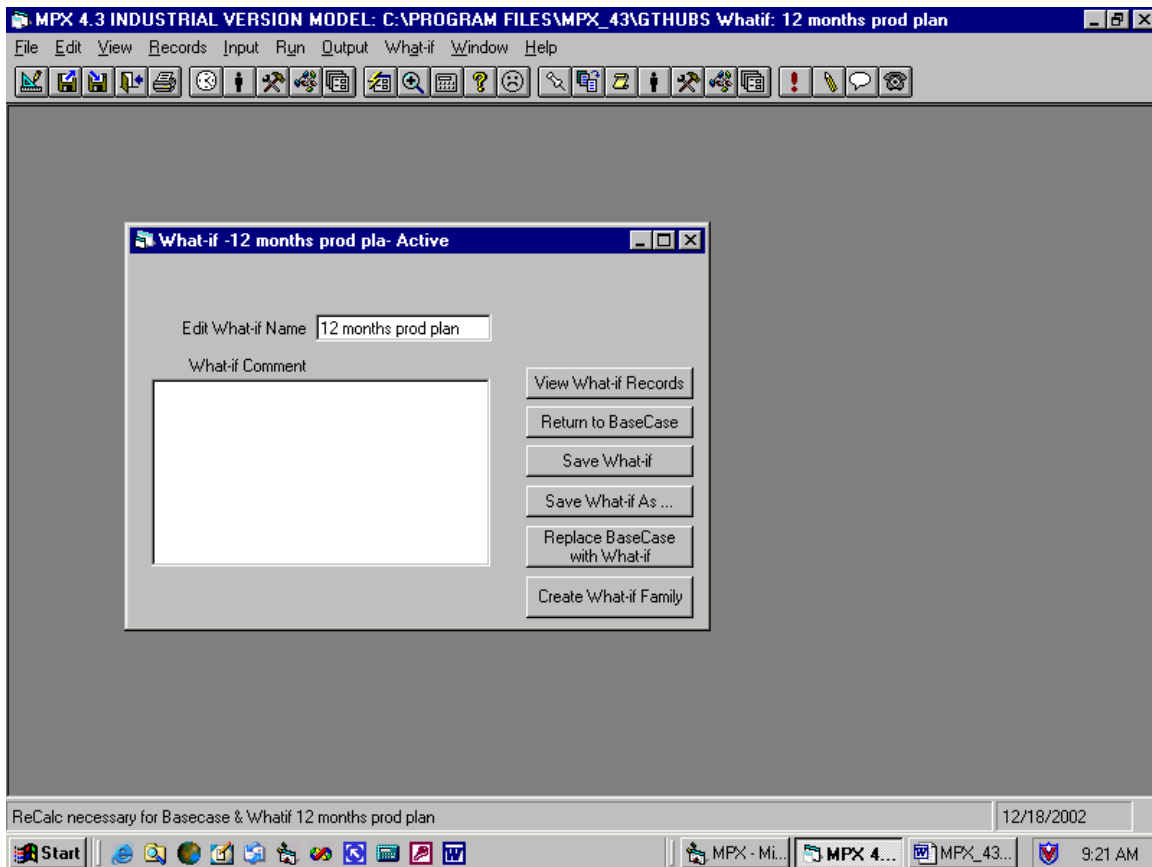 MPX 4.3 INDUSTRIAL VERSION MODEL: C:\PROGRAM FILES\MPX_43\GTHUBS Whatif: 12 months prod plan
File Edit View Records Input Run Output What-if Window Help
What-if -12 months prod pla- Active
Edit What-if Name 12 months prod plan
What-if Comment
View What-if Records
Return to BaseCase
Save What-if
Save What-if As ...
Replace BaseCase
with What-if
Create What-if Family
ReCalc necessary for Basecase & Whatif 12 months prod plan 12/18/2002
Start MPX - Mi... MPX 4... MPX_43... 9:21 AM